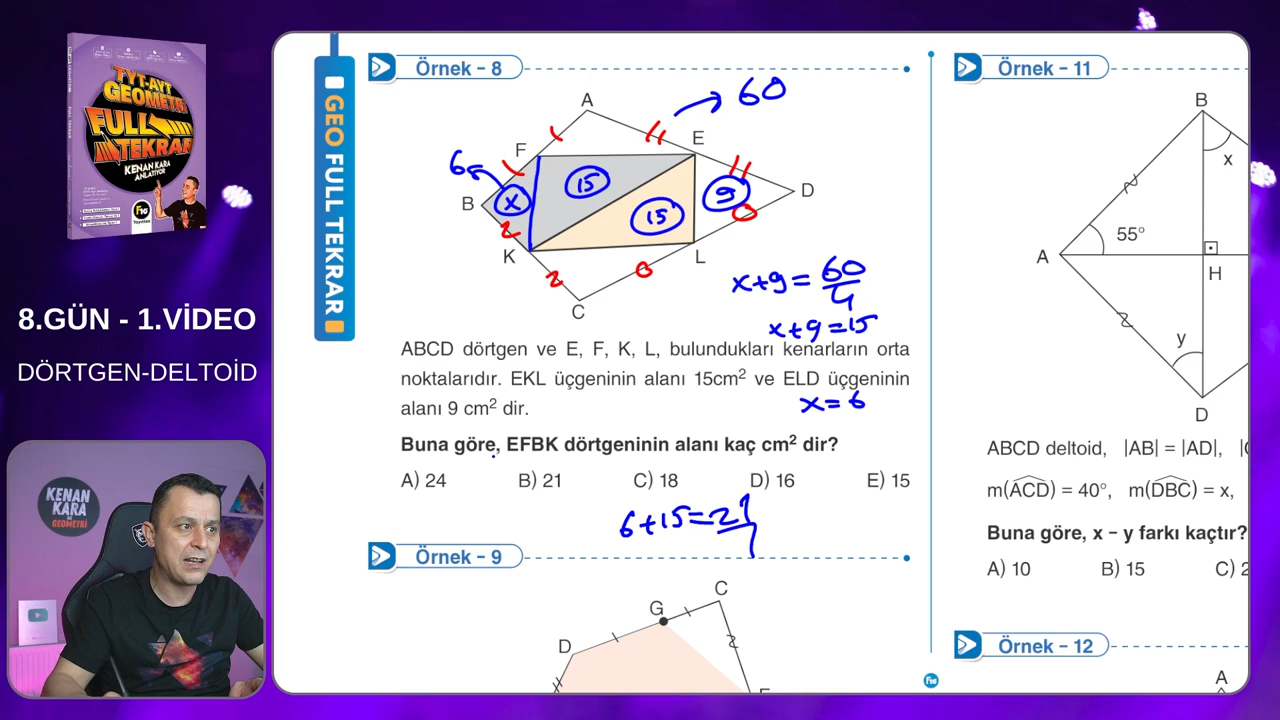 TYT-AYT
GEOMETRİ
FULL
TEKRAR
KENAN KARA
ANLATIYOR
8.GÜN - 1.VİDEO
DÖRTGEN-DELTOİD
KENAN
KARA
GEOMETRİ
GEO FULL TEKRAR
Örnek - 8
A
60
F
E
6
15
B
x
9
D
15
2
K
L
2
C
x+9=60/4
x+9=15
ABCD dörtgen ve E, F, K, L, bulundukları kenarların orta
noktalarıdır. EKL üçgeninin alanı 15cm² ve ELD üçgeninin
alanı 9 cm² dir.
x=6
Buna göre, EFBK dörtgeninin alanı kaç cm² dir?
A) 24 B) 21 C) 18 D) 16 E) 15
6+15=21
Örnek - 9
C
G
D
Örnek - 11
B
x
55°
A
H
y
D
ABCD deltoid, |AB| = |AD|,
m(ACD) = 40°, m(DBC) = x,
Buna göre, x – y farkı kaçtır?
A) 10 B) 15 C) 2
Örnek - 12
A